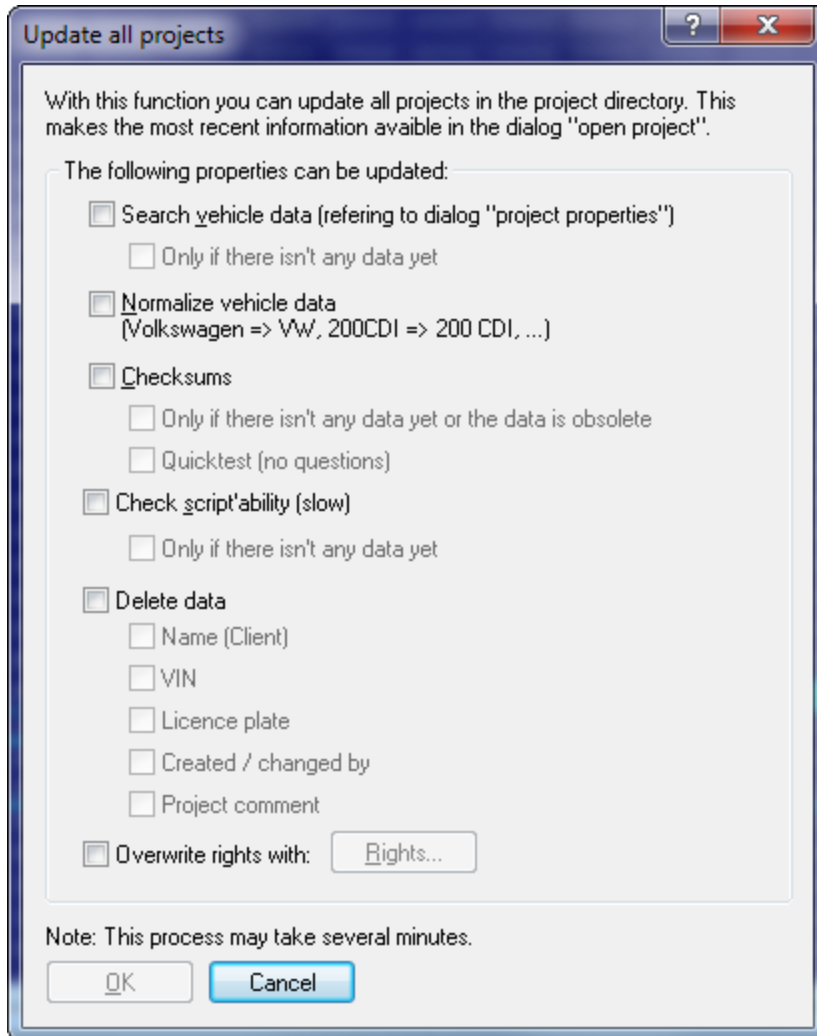 Update all projects
?
With this function you can update all projects in the project directory. This
makes the most recent information avaible in the dialog "open project".
The following properties can be updated:
Search vehicle data (refering to dialog "project properties")
Only if there isn't any data yet
Normalize vehicle data
(Volkswagen => VW, 200CDI => 200 CDI, ...)
Checksums
Only if there isn't any data yet or the data is obsolete
Quicktest (no questions)
Check script'ability (slow)
Only if there isn't any data yet
Delete data
Name (Client)
VIN
Licence plate
Created / changed by
Project comment
Overwrite rights with: Rights...
Note: This process may take several minutes.
OK Cancel